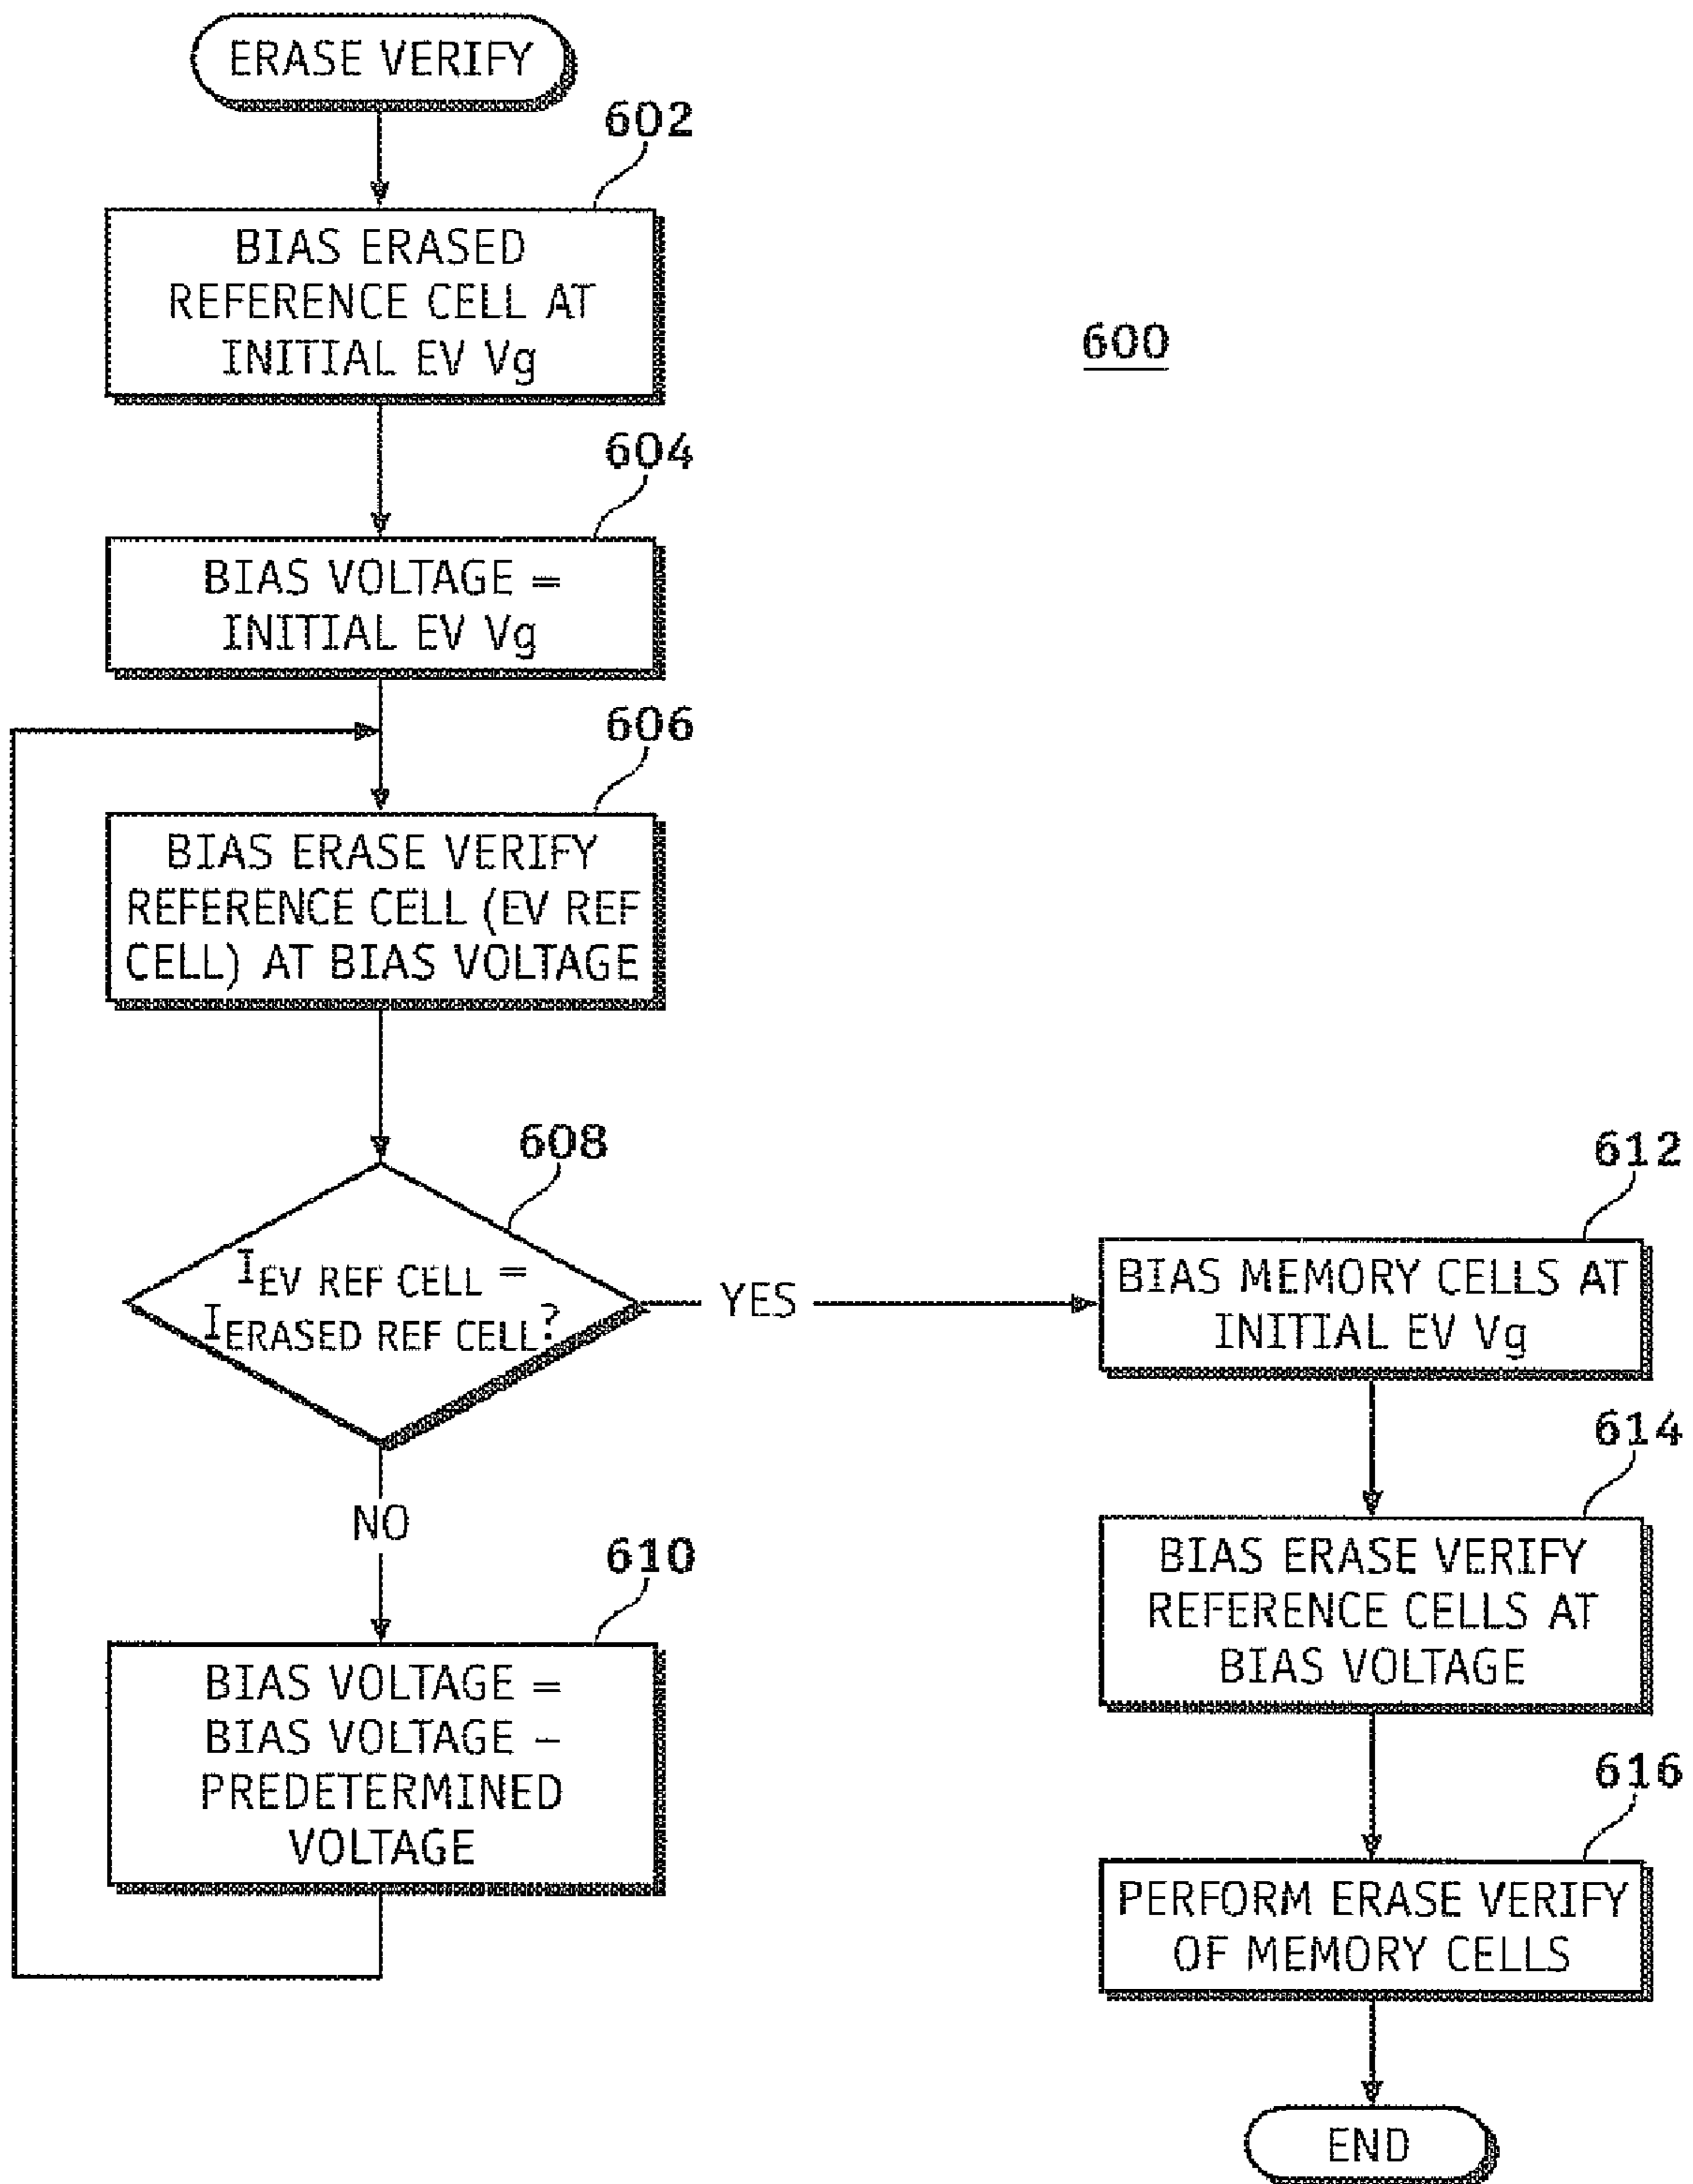 ERASE VERIFY
602
BIAS ERASED
REFERENCE CELL AT
INITIAL EV Vg
600
604
BIAS VOLTAGE =
INITIAL EV Vg
606
BIAS ERASE VERIFY
REFERENCE CELL (EV REF
CELL) AT BIAS VOLTAGE
608
I EV REF CELL =
I ERASED REF CELL?
YES
NO
610
BIAS VOLTAGE =
BIAS VOLTAGE –
PREDETERMINED
VOLTAGE
612
BIAS MEMORY CELLS AT
INITIAL EV Vg
614
BIAS ERASE VERIFY
REFERENCE CELLS AT
BIAS VOLTAGE
616
PERFORM ERASE VERIFY
OF MEMORY CELLS
END